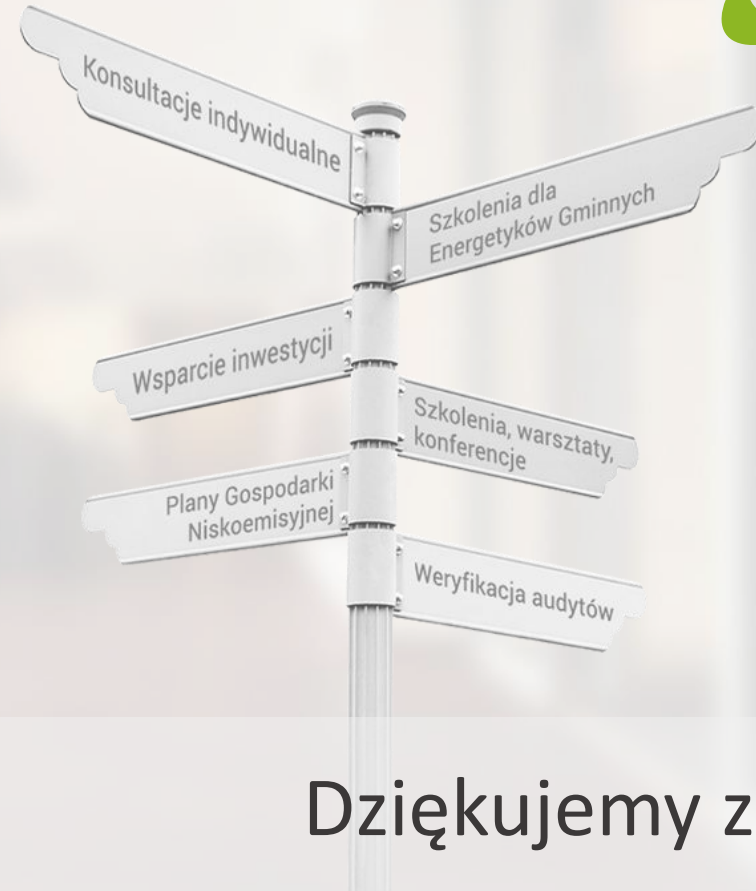 Konsultacje indywidualne
Szkolenia dla
Energetyków Gminnych
Wsparcie inwestycji
Szkolenia, warsztaty,
konferencje
Plany Gospodarki
Niskoemisyjnej
Weryfikacja audytów
Dziękujemy z